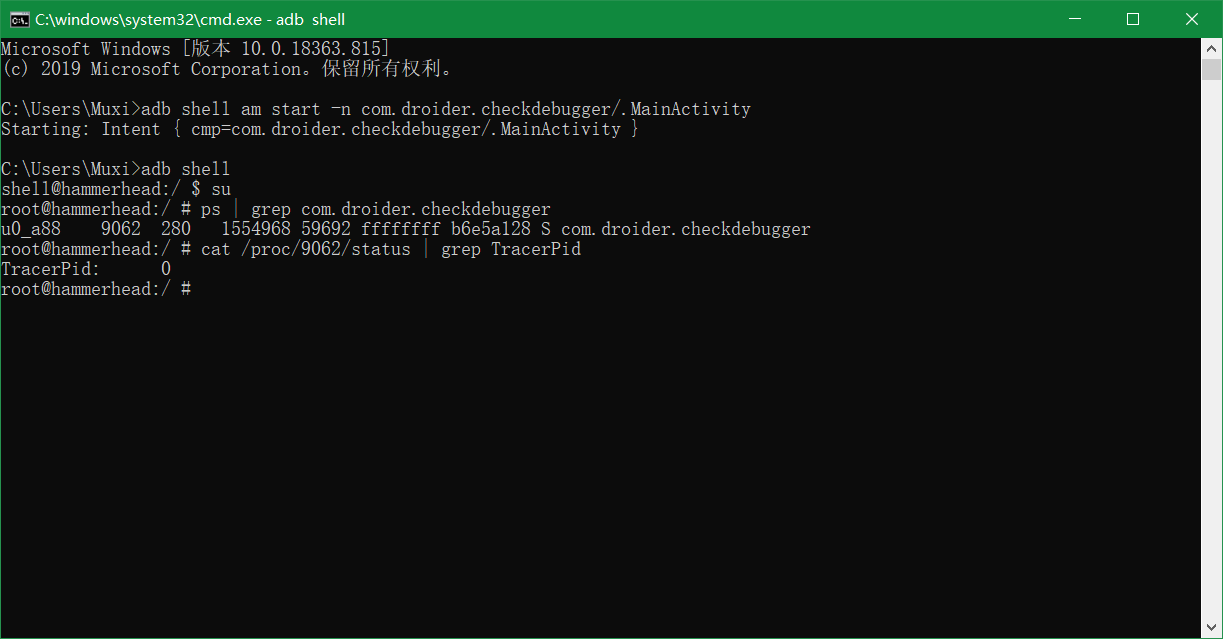 C:\windows\system32\cmd.exe - adb  shell
Microsoft Windows [版本 10.0.18363.815]
(c) 2019 Microsoft Corporation。保留所有权利。
C:\Users\Muxi>adb shell am start -n com.droider.checkdebugger/.MainActivity
Starting: Intent { cmp=com.droider.checkdebugger/.MainActivity }
C:\Users\Muxi>adb shell
shell@hammerhead:/ $ su
root@hammerhead:/ # ps | grep com.droider.checkdebugger
u0_a88    9062  280   1554968 59692 ffffffff b6e5a128 S com.droider.checkdebugger
root@hammerhead:/ # cat /proc/9062/status | grep TracerPid
TracerPid:      0
root@hammerhead:/ #